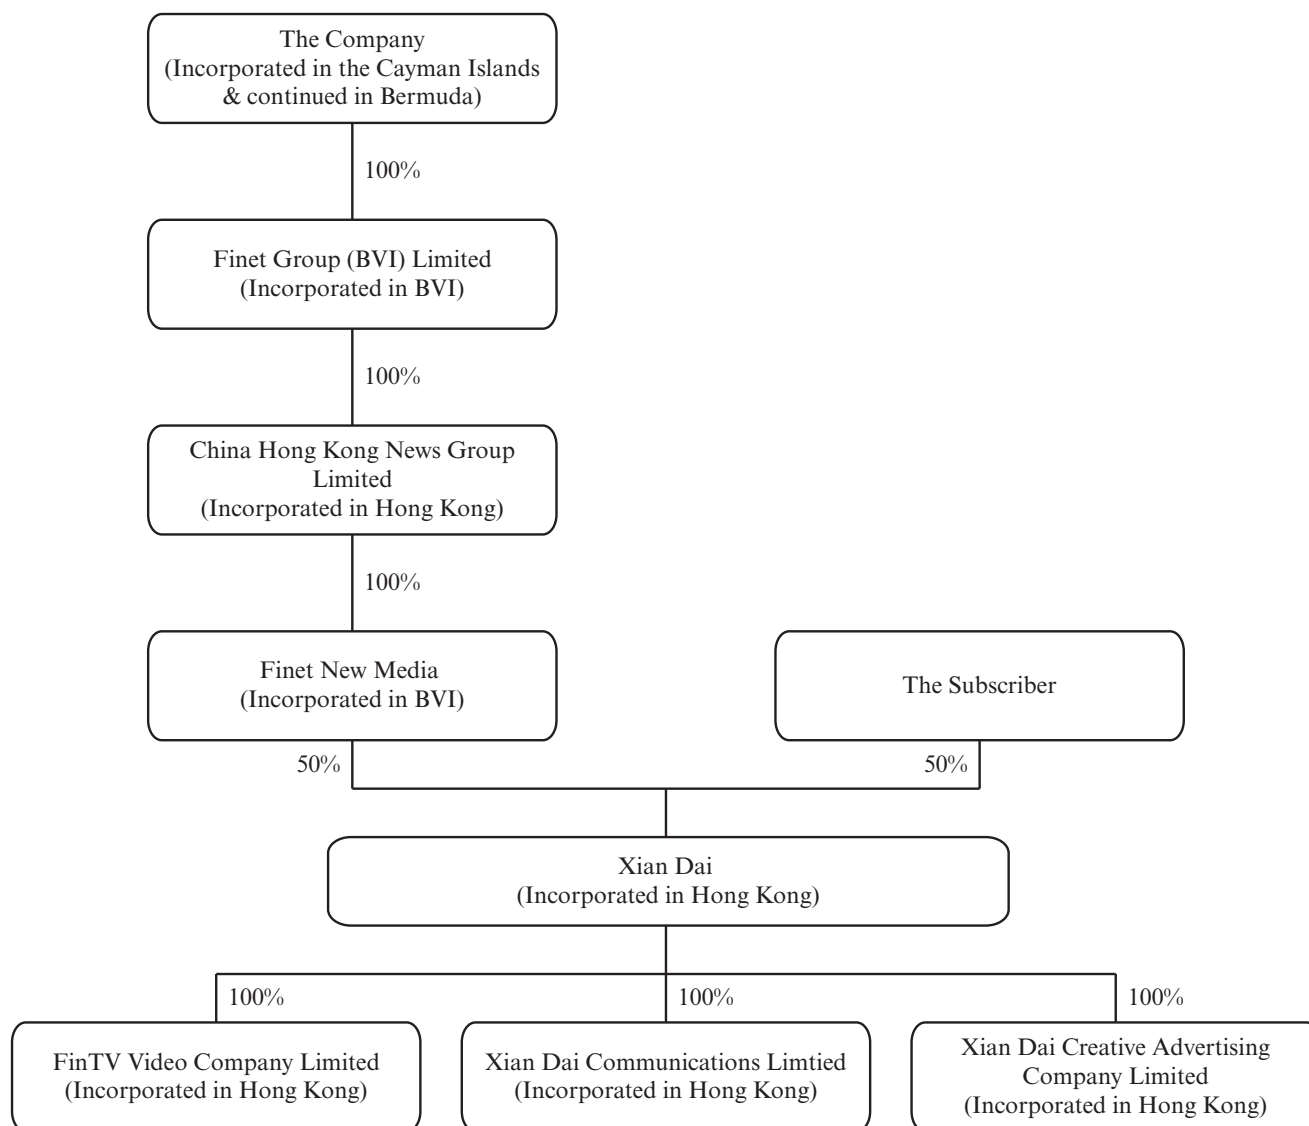 The Company
(Incorporated in the Cayman Islands
& continued in Bermuda)
100%
Finet Group (BVI) Limited
(Incorporated in BVI)
100%
China Hong Kong News Group
Limited
(Incorporated in Hong Kong)
100%
Finet New Media
(Incorporated in BVI)
The Subscriber
50%
50%
Xian Dai
(Incorporated in Hong Kong)
100%
100%
100%
FinTV Video Company Limited
(Incorporated in Hong Kong)
Xian Dai Communications Limtied
(Incorporated in Hong Kong)
Xian Dai Creative Advertising
Company Limited
(Incorporated in Hong Kong)